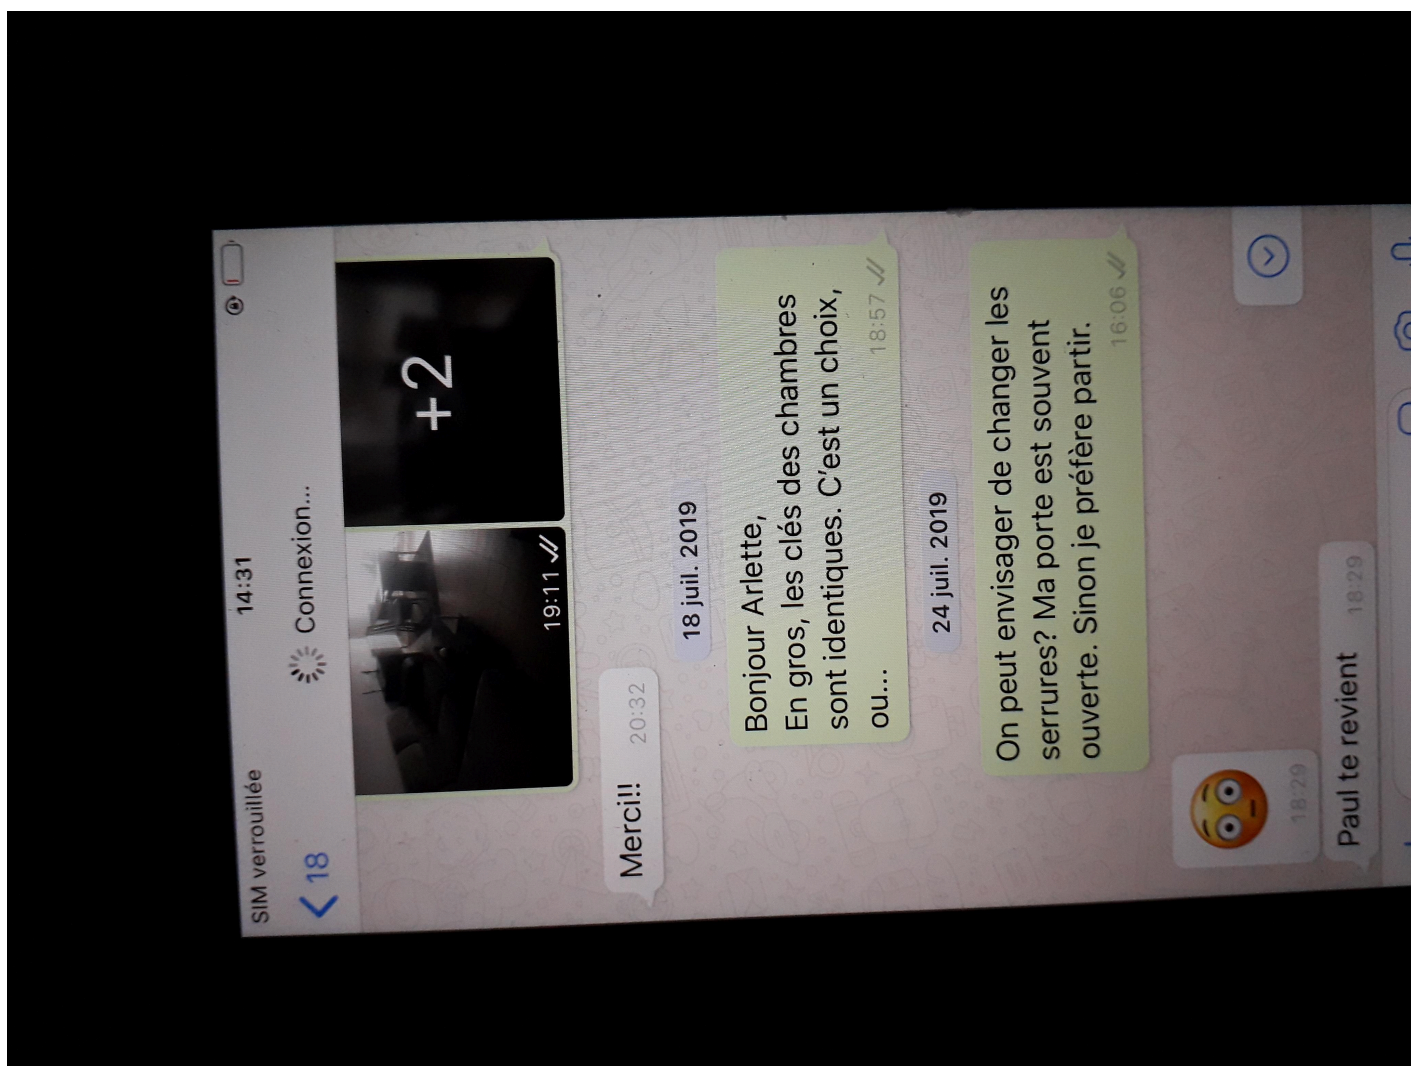 SIM verrouillée
14:31
18
Connexion...
+2
19:11
Merci!!
20:32
18 juil. 2019
Bonjour Arlette,
En gros, les clés des chambres
sont identiques. C'est un choix,
ou...
18:57
24 juil. 2019
On peut envisager de changer les
serrures? Ma porte est souvent
ouverte. Sinon je préfère partir.
16:06
18:29
Paul te revient
18:29